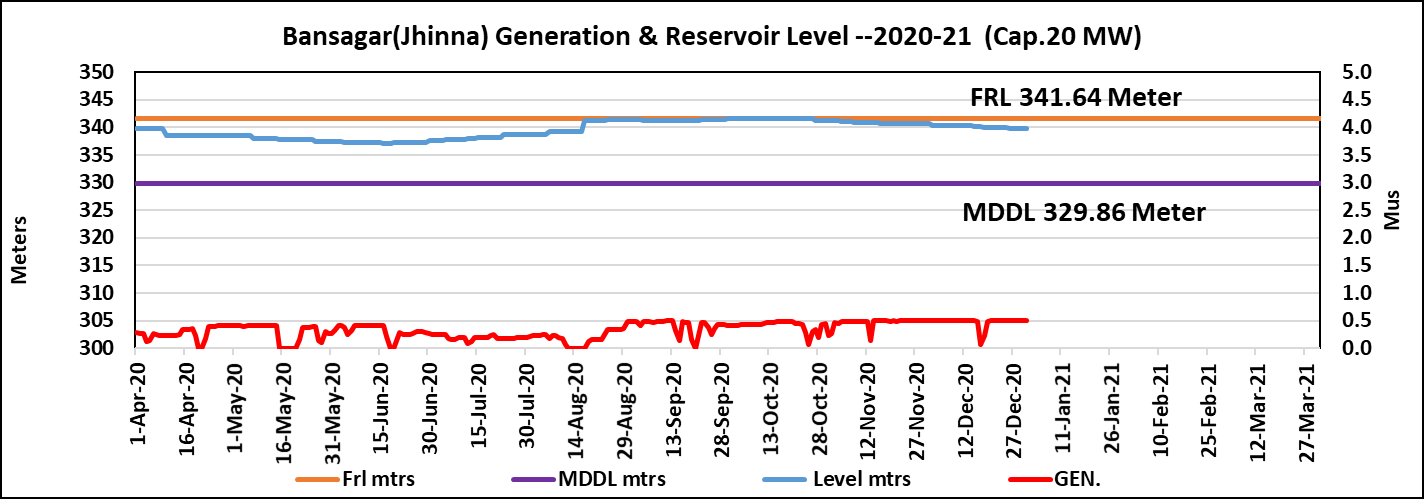 Bansagar(Jhinna) Generation & Reservoir Level --2020-21 (Cap.20 MW)
350
345
340
335
330
325
320
315
310
305
300
Meters
5.0
4.5
4.0
3.5
3.0
2.5
2.0
1.5
1.0
0.5
0.0
Mus
FRL 341.64 Meter
MDDL 329.86 Meter
1-Apr-20
16-Apr-20
1-May-20
16-May-20
31-May-20
15-Jun-20
30-Jun-20
15-Jul-20
30-Jul-20
14-Aug-20
29-Aug-20
13-Sep-20
28-Sep-20
13-Oct-20
28-Oct-20
12-Nov-20
27-Nov-20
12-Dec-20
27-Dec-20
11-Jan-21
26-Jan-21
10-Feb-21
25-Feb-21
12-Mar-21
27-Mar-21
Frl mtrs
MDDL mtrs
Level mtrs
GEN.